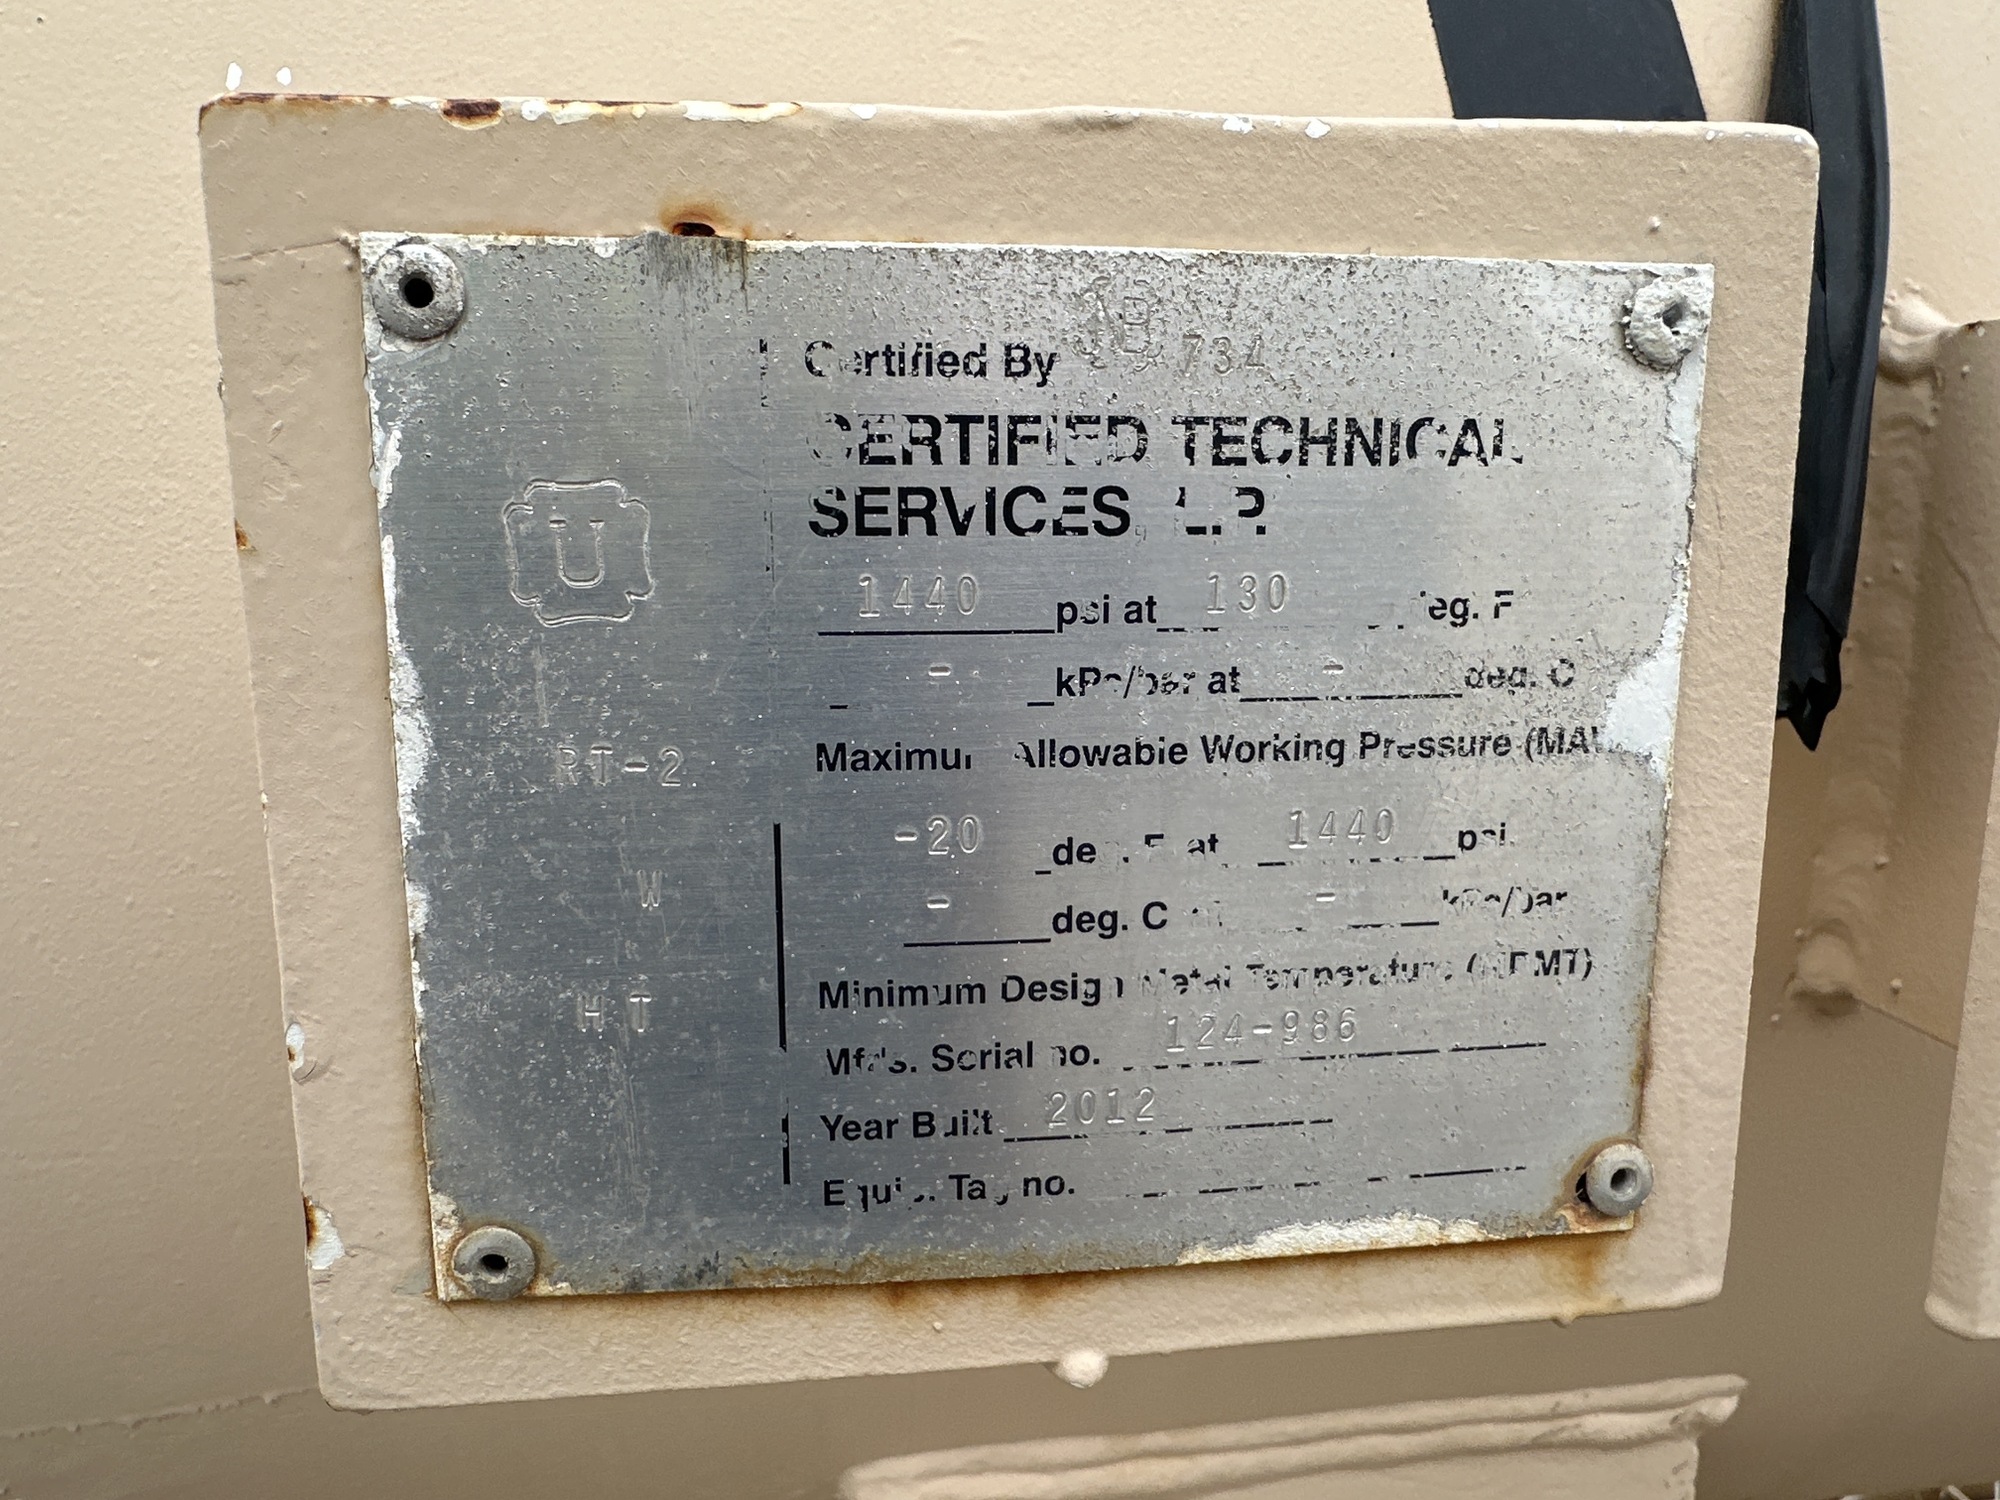 NB 734
Certified By
CERTIFIED TECHNICAL
SERVICES, L.P.
U
1440 psi at 130 deg. F
- kPa/bar at - deg. C
RT-2
Maximum Allowable Working Pressure (MAW
-20 deg. F at 1440 psi.
W
- deg. C at - kPa/bar
Minimum Design Metal Temperature (MDMT)
HT
Mfr's. Serial no. 124-986
Year Built 2012
Equip. Tag no.